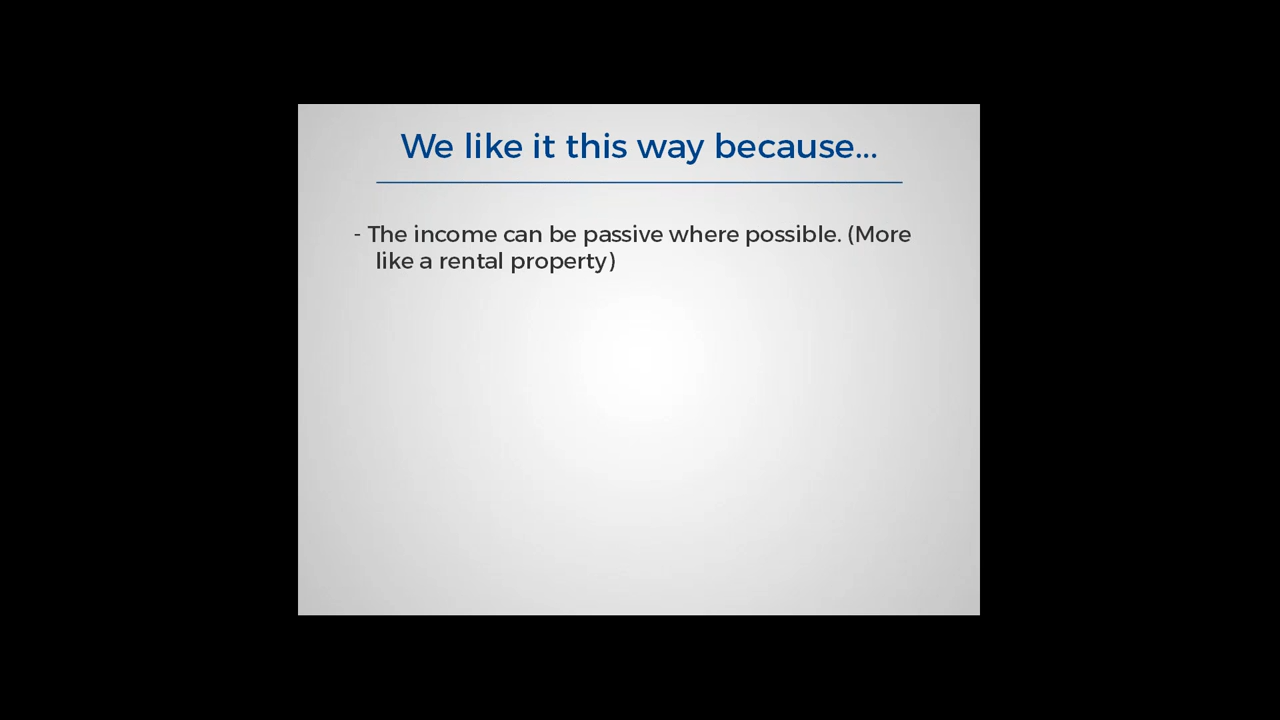 We like it this way because...
- The income can be passive where possible. (More
like a rental property)